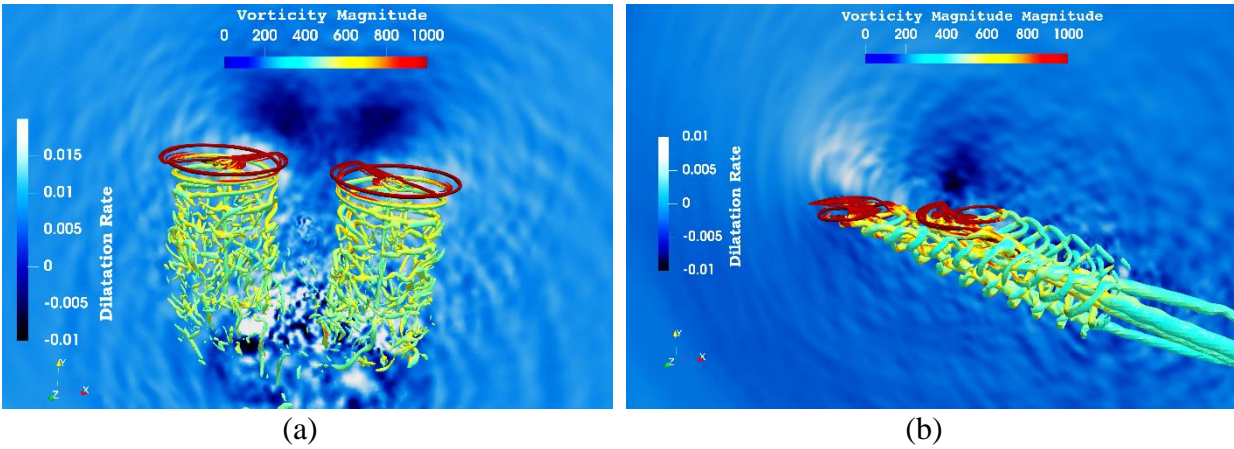 Vorticity Magnitude
0 200 400 600 800 1000
0.015
0.01
0.005
0
-0.005
-0.01
Dilatation Rate
Y
Z X
(a)
Vorticity Magnitude Magnitude
0 200 400 600 800 1000
0.01
0.005
0
-0.005
-0.01
Dilatation Rate
Y
Z X
(b)